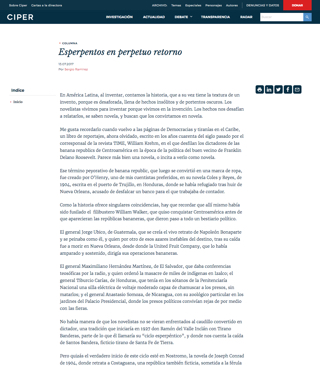 Sobre Ciper
Cartas a la directora
ARCHIVO:
Temas
Especiales
Personajes
Autores
DENUNCIAS Y DATOS
DONAR
CIPER
INVESTIGACIÓN
ACTUALIDAD
DEBATE
TRANSPARENCIA
RADAR
COLUMNA
Esperpentos en perpetuo retorno
Por Sergio Ramírez
Indice
Inicio
En América Latina, al inventar, contamos la historia, que a su vez tiene la textura de un
invento, porque es desaforada, llena de hechos insólitos y de portentos oscuros. Los
novelistas vivimos para inventar porque vivimos en la invención. Los hechos nos desafían
a relatarlos, se saben novela, y buscan que los convirtamos en novela.
Me gusta recordarlo cuando vuelvo a las páginas de Democracias y tiranías en el Caribe,
un libro de reportajes, ahora olvidado, escrito en los años cuarenta del siglo pasado por el
corresponsal de la revista TIME, William Krehm, en el que desfilan los dictadores de las
banana republics de Centroamérica en la época de la política del buen vecino de Franklin
Delano Roosevelt. Parece más bien una novela, e incita a verlo como novela.
Ese término peyorativo de banana republic, que luego se convirtió en una marca de ropa,
fue creado por O'Henry, uno de mis cuentistas preferidos, en su novela Coles y Reyes, de
1904, escrita en el puerto de Trujillo, en Honduras, donde se había refugiado tras huir de
Nueva Orleans, acusado de desfalcar un banco para el que trabajaba de contador.
Como la historia ofrece singulares coincidencias, hay que recordar que allí mismo había
sido fusilado el filibustero William Walker, que quiso conquistar Centroamérica antes de
que aparecieran las repúblicas bananeras, que dieron paso a todo un bestiario político.
El general Jorge Ubico, de Guatemala, que se creía el vivo retrato de Napoleón Bonaparte
y se peinaba como él, y quien por otro de esos azares irrefutables del destino, tras su caída
fue a morir en Nueva Orleans, desde donde la United Fruit Company, que lo había
amparado y sostenido, dirigía sus operaciones bananeras.
El general Maximiliano Hernández Martínez, de El Salvador, que daba conferencias
teosóficas por la radio, y quien ordenó la masacre de miles de indígenas en Izalco; el
general Tiburcio Carías, de Honduras, que tenía en los sótanos de la Penitenciaría
Nacional una silla eléctrica de voltaje moderado capaz de chamuscar a los presos, sin
matarlos; y el general Anastasio Somoza, de Nicaragua, con su zoológico particular en los
jardines del Palacio Presidencial, donde los presos políticos convivían rejas de por medio
con las fieras.
No había manera de que los novelistas no se vieran enfrentados al caudillo convertido en
dictador, una tradición que iniciaría en 1927 don Ramón del Valle Inclán con Tirano
Banderas, parte de lo que él llamaría su "ciclo esperpéntico", y donde nos cuenta la caída
de Santos Banderas, ficticio tirano de Santa Fe de Tierra.
Pero quizás el verdadero inicio de este ciclo esté en Nostromo, la novela de Joseph Conrad
de 1904, donde retrata a Costaguana, una república también ficticia, sometida a la férula